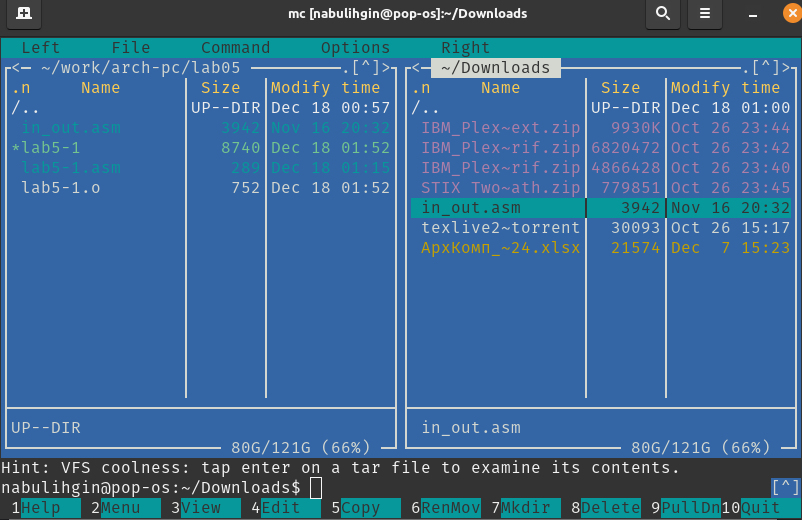 mc [nabulihgin@pop-os]:~/Downloads
Left File Command Options Right
<─ ~/work/arch-pc/lab05 ─.[^]> <─ ~/Downloads ─.[^]>
.n Name Size Modify time .n Name Size Modify time
/.. UP--DIR Dec 18 00:57 /.. UP--DIR Dec 18 01:00
in_out.asm 3942 Nov 16 20:32 IBM_Plex~ext.zip 9930K Oct 26 23:44
*lab5-1 8740 Dec 18 01:52 IBM_Plex~rif.zip 6820472 Oct 26 23:42
lab5-1.asm 289 Dec 18 01:15 IBM_Plex~rif.zip 4866428 Oct 26 23:40
lab5-1.o 752 Dec 18 01:52 STIX Two~ath.zip 779851 Oct 26 23:45
in_out.asm 3942 Nov 16 20:32
texlive2~torrent 30093 Oct 26 15:17
АрхКомп_~24.xlsx 21574 Dec 7 15:23
UP--DIR in_out.asm
80G/121G (66%) 80G/121G (66%)
Hint: VFS coolness: tap enter on a tar file to examine its contents.
nabulihgin@pop-os:~/Downloads$ [^]
1Help 2Menu 3View 4Edit 5Copy 6RenMov 7Mkdir 8Delete 9PullDn 10Quit